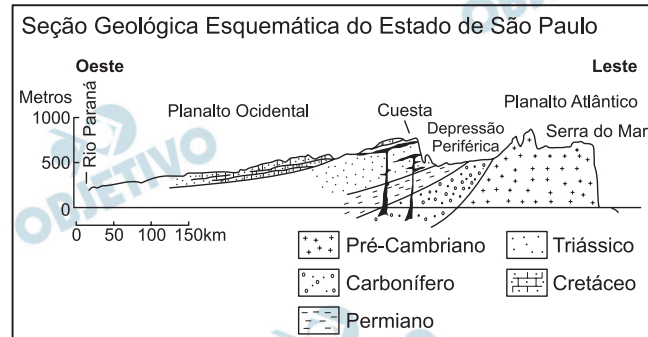 Seção Geológica Esquemática do Estado de São Paulo
Oeste
Leste
Metros
1000
500
0
Rio Paraná
Planalto Ocidental
Cuesta
Depressão
Periférica
Planalto Atlântico
Serra do Mar
0 50 100 150km
Pré-Cambriano
Triássico
Carbonífero
Cretáceo
Permiano
OBJETIVO